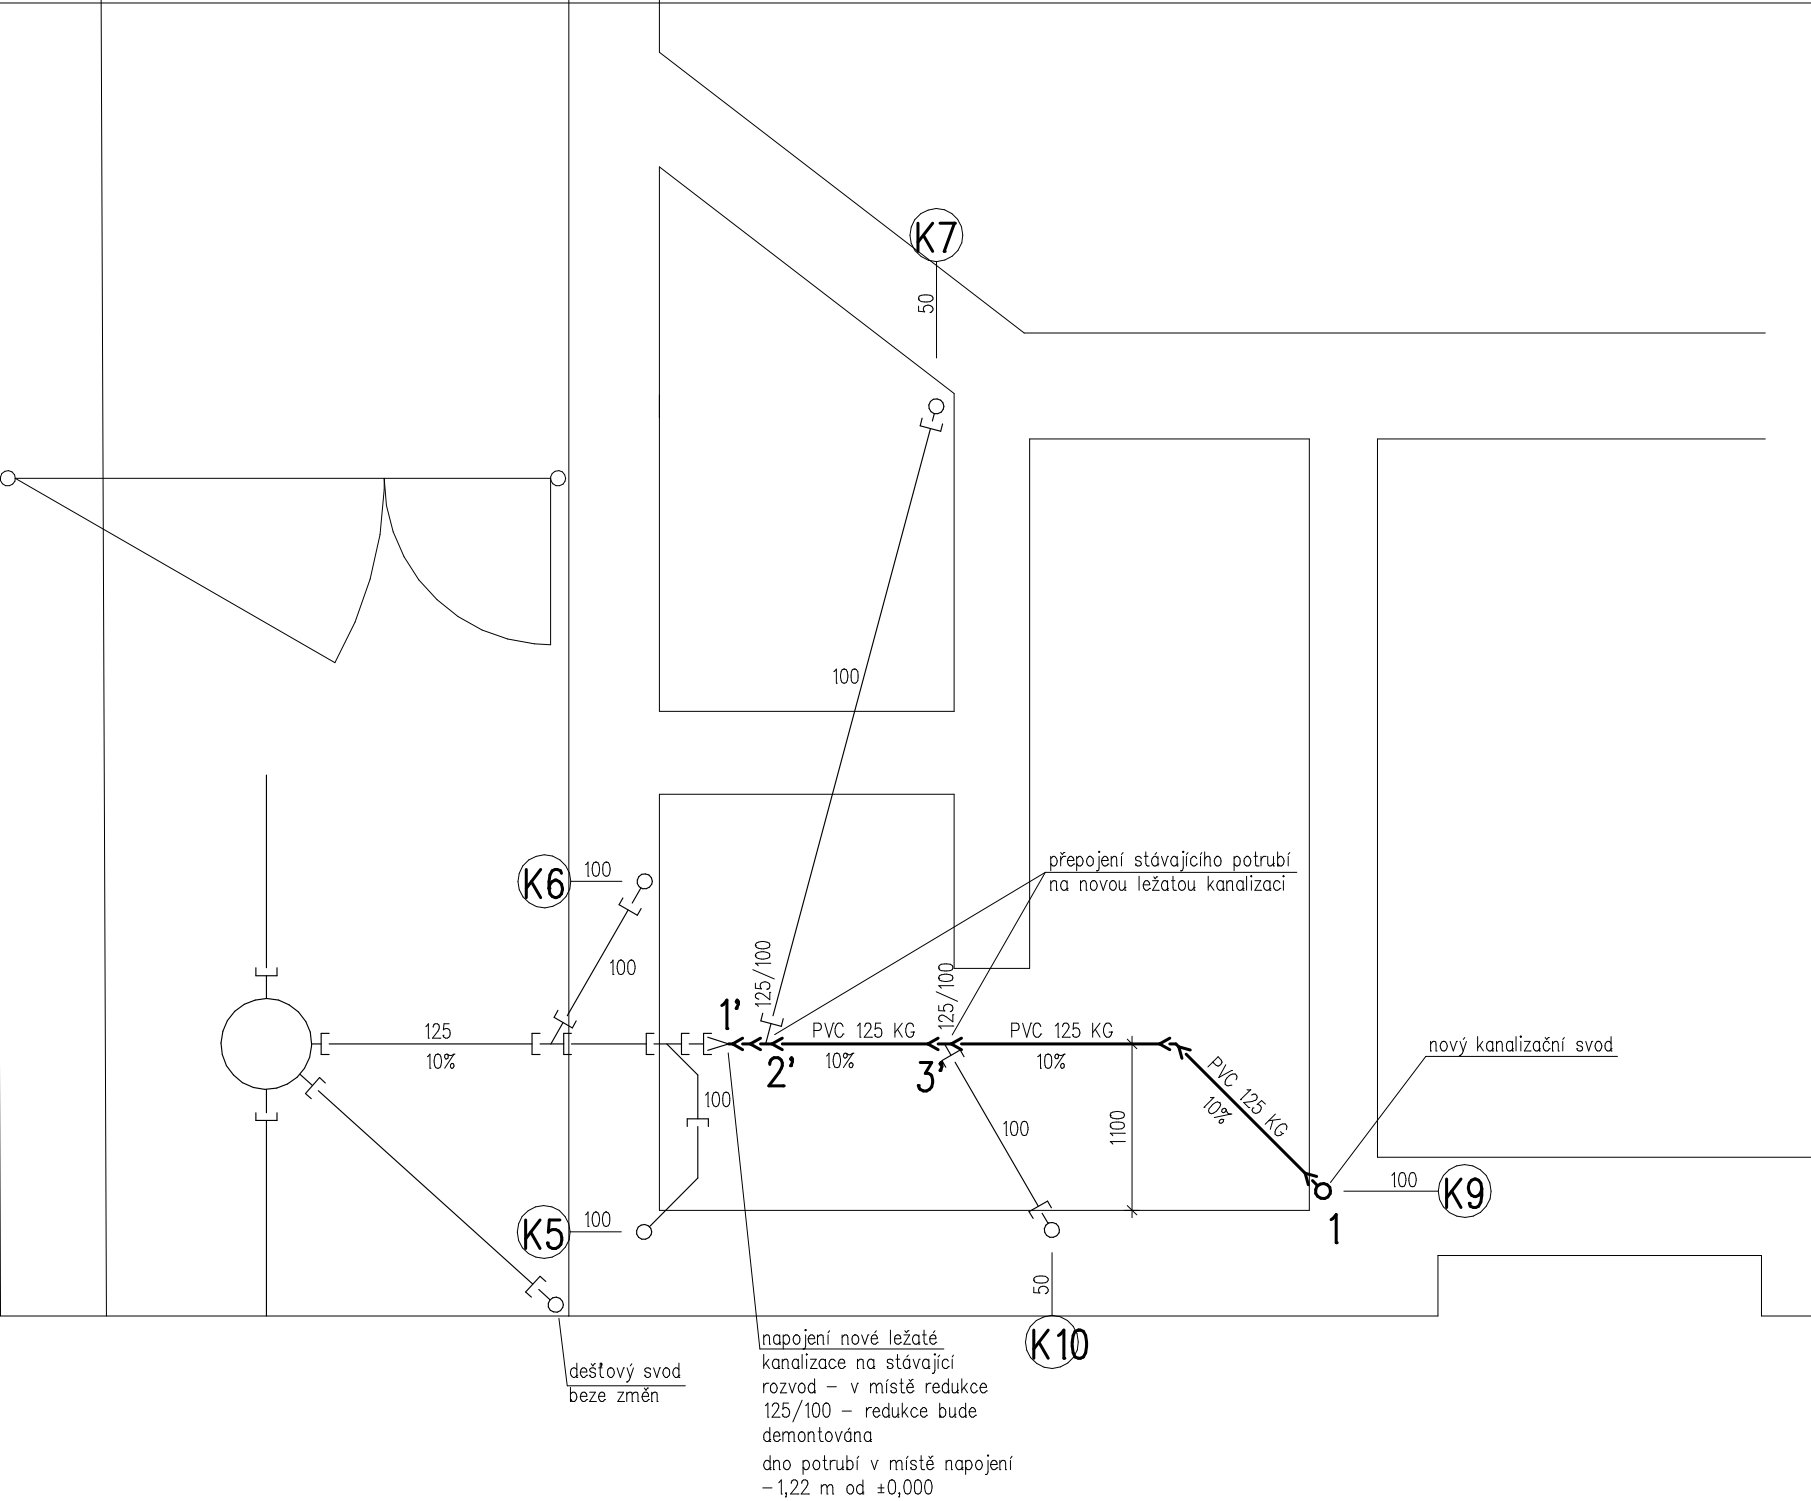 K7
50
100
přepojení stávajícího potrubí
na novou ležatou kanalizaci
K6
100
100
125/100
125/100
1'
125
10%
PVC 125 KG
10%
2'
3'
PVC 125 KG
10%
nový kanalizační svod
PVC 125 KG
10%
100
100
1100
100
K9
1
K5
100
50
K10
napojení nové ležaté
kanalizace na stávající
rozvod – v místě redukce
125/100 – redukce bude
demontována
dno potrubí v místě napojení
–1,22 m od ±0,000
dešťový svod
beze změn